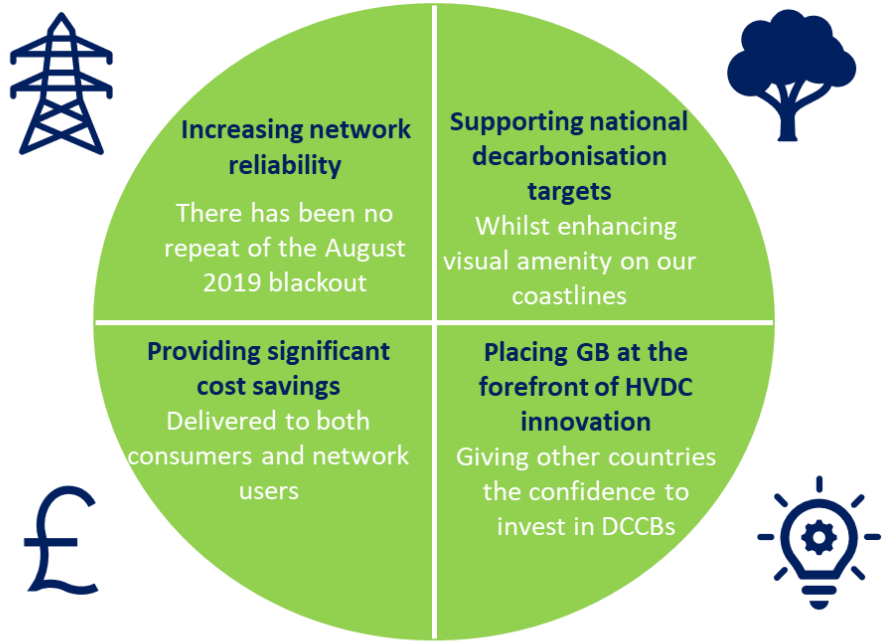 Increasing network
reliability
There has been no
repeat of the August
2019 blackout
Supporting national
decarbonisation
targets
Whilst enhancing
visual amenity on our
coastlines
Providing significant
cost savings
Delivered to both
consumers and network
users
Placing GB at the
forefront of HVDC
innovation
Giving other countries
the confidence to
invest in DCCBs
£